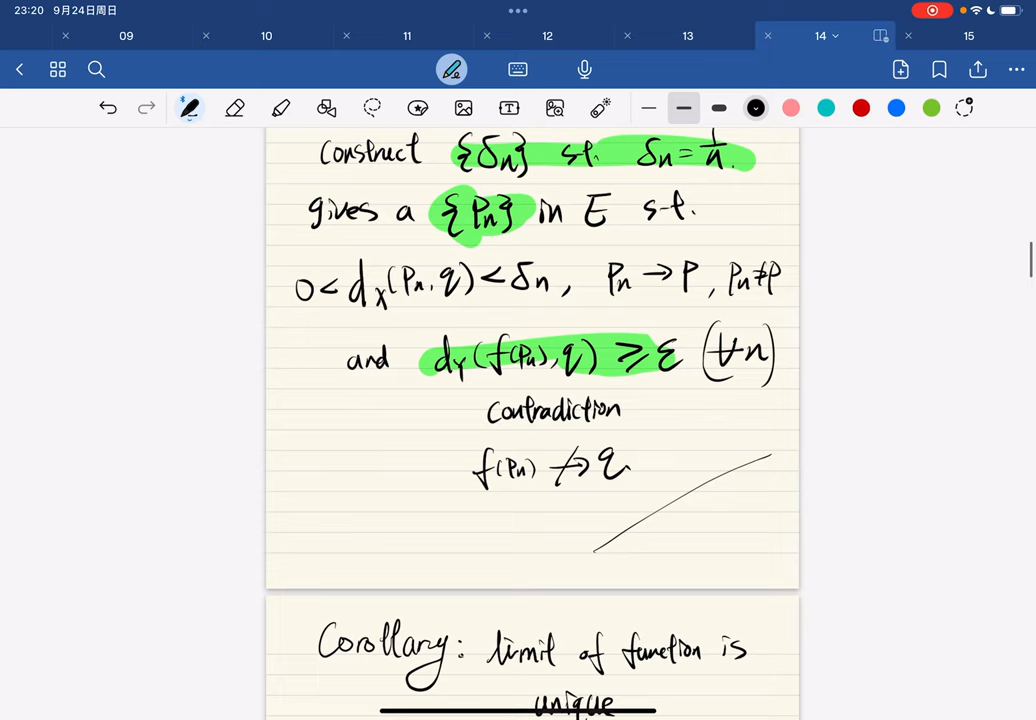 23:20 9月24日周日
09 10 11 12 13 14 15
construct {δn} s.t. δn = 1/n.
gives a {Pn} in E s.t.
0 < dX(Pn, q) < δn, Pn → P, Pn ≠ P
and dY(f(Pn), q) ⩾ ε (∀n)
contradiction
f(Pn) ↛ q
Corollary: limit of function is
unique